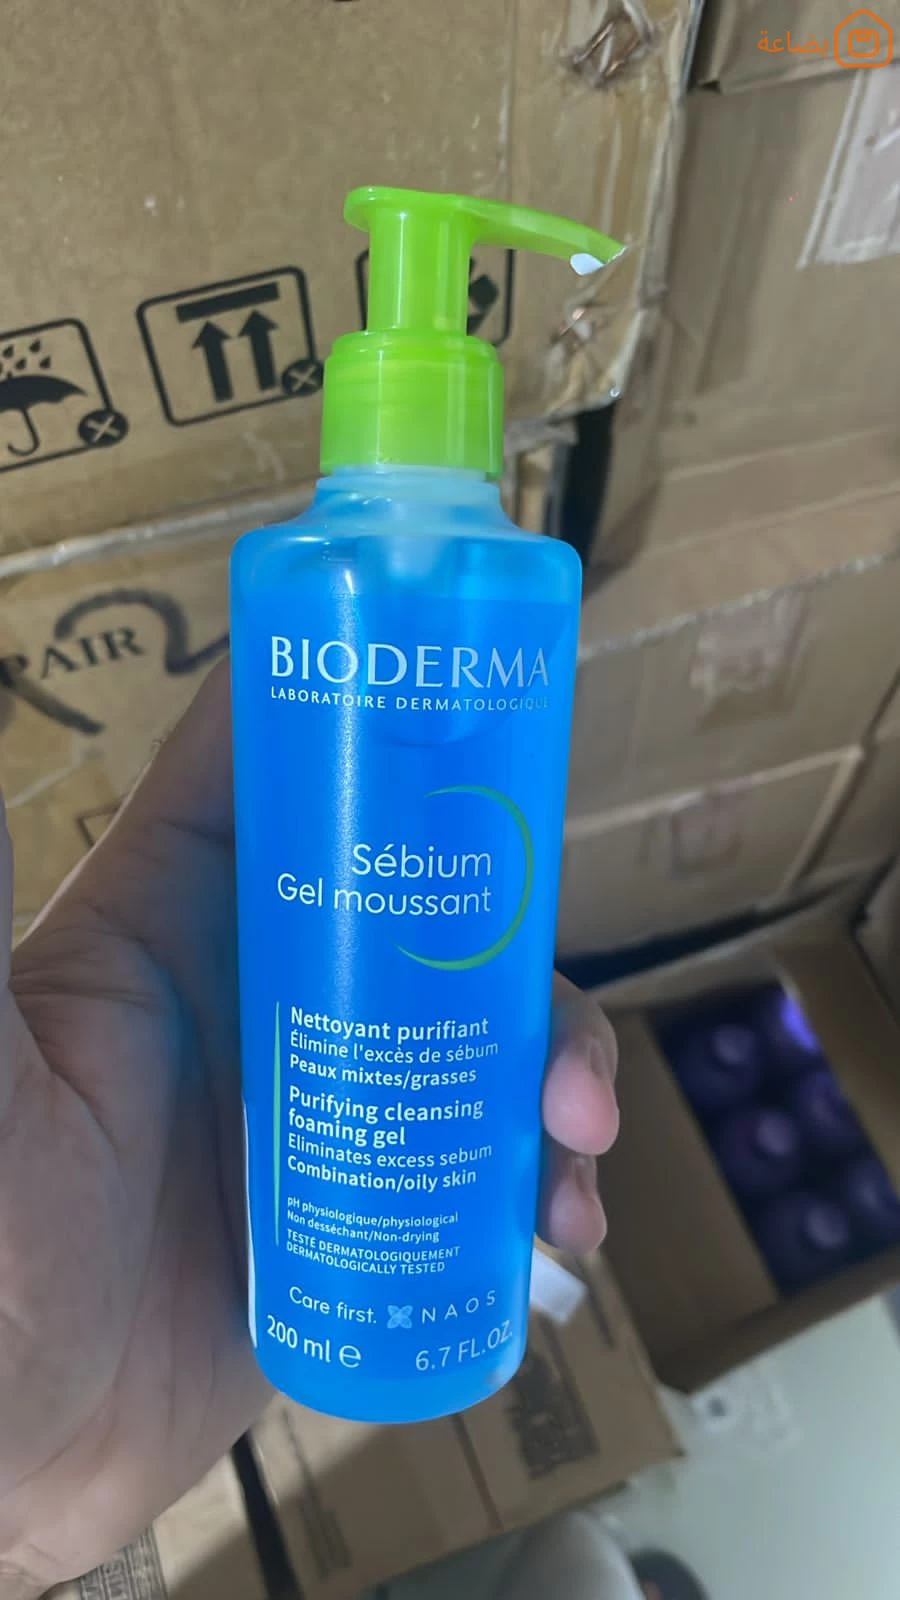 بضاعة
PAIR
BIODERMA
LABORATOIRE DERMATOLOGIQUE
Sébium
Gel moussant
Nettoyant purifiant
Élimine l'excès de sébum
Peaux mixtes/grasses
Purifying cleansing
foaming gel
Eliminates excess sebum
Combination/oily skin
pH physiologique/physiological
Non desséchant/Non-drying
TESTÉ DERMATOLOGIQUEMENT
DERMATOLOGICALLY TESTED
Care first. NAOS
200 ml e 6.7 FL.OZ.